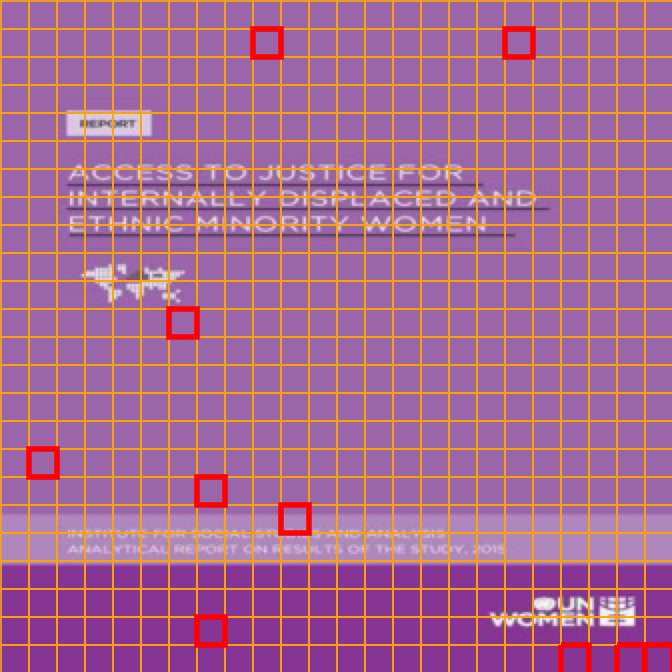 REPORT
ACCESS TO JUSTICE FOR
INTERNALLY DISPLACED AND
ETHNIC MINORITY WOMEN
INSTITUTE FOR SOCIAL STUDIES AND ANALYSIS
ANALYTICAL REPORT ON RESULTS OF THE STUDY, 2015
UN
WOMEN